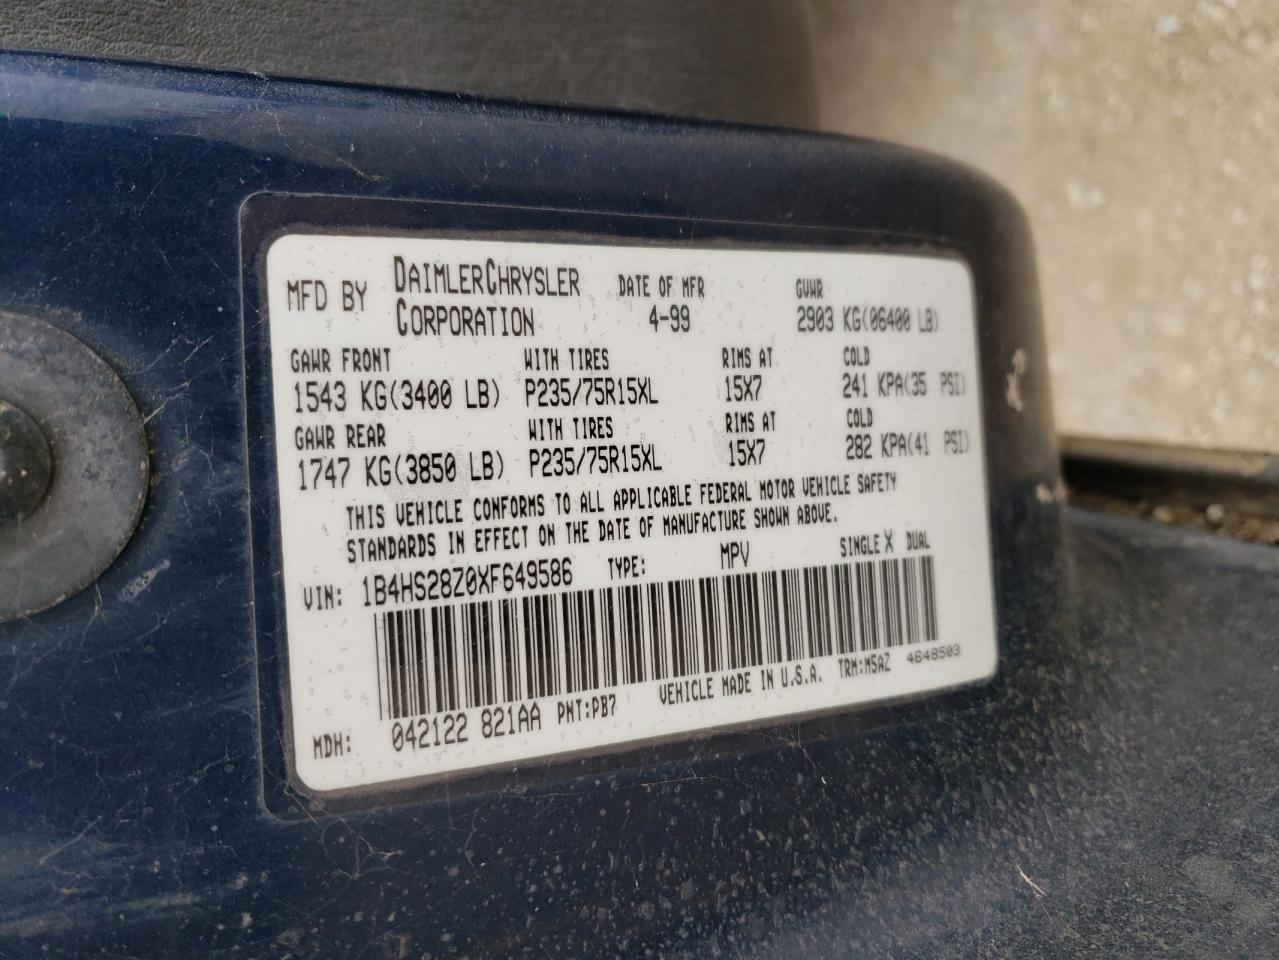 MFD BY DAIMLERCHRYSLER CORPORATION DATE OF MFR 4-99 GVWR 2903 KG(06400 LB)
GAWR FRONT WITH TIRES RIMS AT COLD
1543 KG(3400 LB) P235/75R15XL 15X7 241 KPA(35 PSI)
GAWR REAR WITH TIRES RIMS AT COLD
1747 KG(3850 LB) P235/75R15XL 15X7 282 KPA(41 PSI)
THIS VEHICLE CONFORMS TO ALL APPLICABLE FEDERAL MOTOR VEHICLE SAFETY
STANDARDS IN EFFECT ON THE DATE OF MANUFACTURE SHOWN ABOVE.
VIN: 1B4HS28Z0XF649586 TYPE: MPV SINGLE X DUAL
MDH: 042122 821AA PNT:PB7 VEHICLE MADE IN U.S.A. TRM:M5AZ 4648503